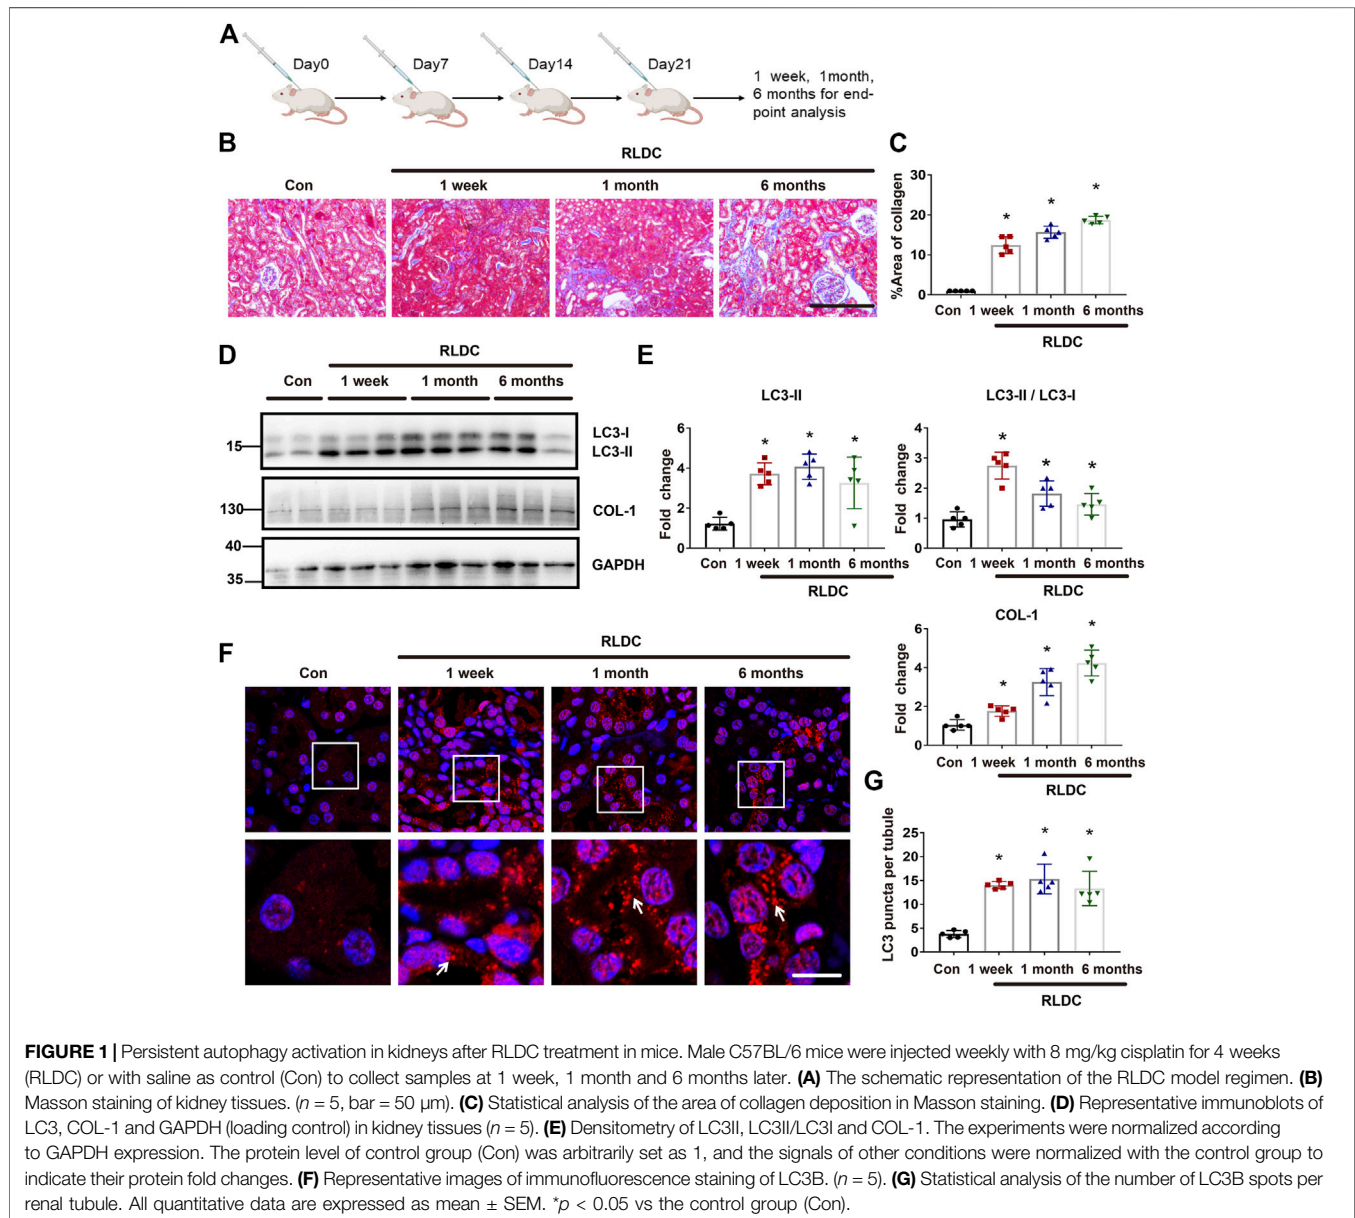 A
Day0
Day7
Day14
Day21
1 week, 1month,
6 months for end-
point analysis
B
RLDC
Con
1 week
1 month
6 months
C
%Area of collagen
30
20
10
0
*
*
*
Con 1 week 1 month 6 months
RLDC
D
RLDC
Con
1 week
1 month
6 months
15
LC3-I
LC3-II
130
COL-1
40
35
GAPDH
E
LC3-II
Fold change
6
4
2
0
*
*
*
Con 1 week 1 month 6 months
RLDC
LC3-II / LC3-I
Fold change
4
3
2
1
0
*
*
*
Con 1 week 1 month 6 months
RLDC
COL-1
Fold change
6
4
2
0
*
*
*
Con 1 week 1 month 6 months
RLDC
F
RLDC
Con
1 week
1 month
6 months
G
LC3 puncta per tubule
25
20
15
10
5
0
*
*
*
Con 1 week 1 month 6 months
RLDC
FIGURE 1 | Persistent autophagy activation in kidneys after RLDC treatment in mice. Male C57BL/6 mice were injected weekly with 8 mg/kg cisplatin for 4 weeks
(RLDC) or with saline as control (Con) to collect samples at 1 week, 1 month and 6 months later. (A) The schematic representation of the RLDC model regimen. (B)
Masson staining of kidney tissues. (n = 5, bar = 50 μm). (C) Statistical analysis of the area of collagen deposition in Masson staining. (D) Representative immunoblots of
LC3, COL-1 and GAPDH (loading control) in kidney tissues (n = 5). (E) Densitometry of LC3II, LC3II/LC3I and COL-1. The experiments were normalized according
to GAPDH expression. The protein level of control group (Con) was arbitrarily set as 1, and the signals of other conditions were normalized with the control group to
indicate their protein fold changes. (F) Representative images of immunofluorescence staining of LC3B. (n = 5). (G) Statistical analysis of the number of LC3B spots per
renal tubule. All quantitative data are expressed as mean ± SEM. *p < 0.05 vs the control group (Con).